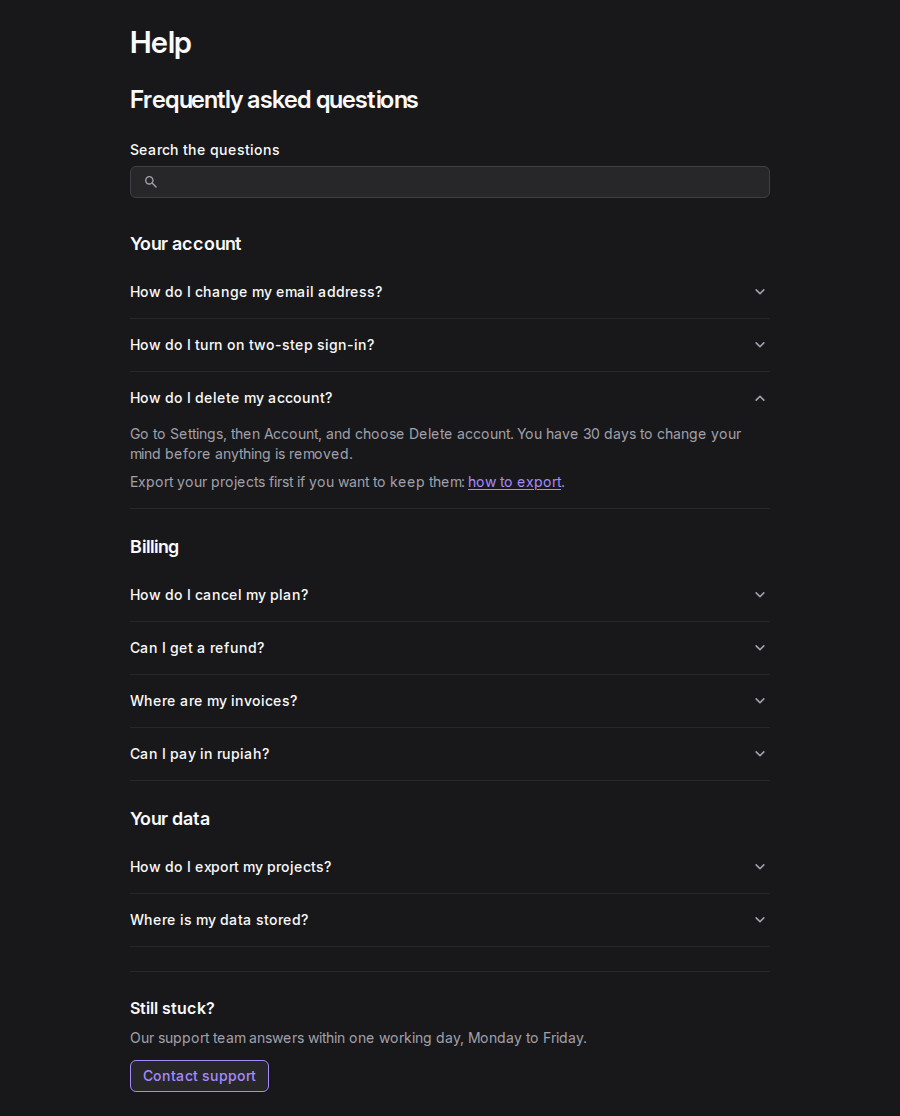 Help
Frequently asked questions
Search the questions
Your account
How do I change my email address?
How do I turn on two-step sign-in?
How do I delete my account?
Go to Settings, then Account, and choose Delete account. You have 30 days to change your
mind before anything is removed.
Export your projects first if you want to keep them: how to export.
Billing
How do I cancel my plan?
Can I get a refund?
Where are my invoices?
Can I pay in rupiah?
Your data
How do I export my projects?
Where is my data stored?
Still stuck?
Our support team answers within one working day, Monday to Friday.
Contact support